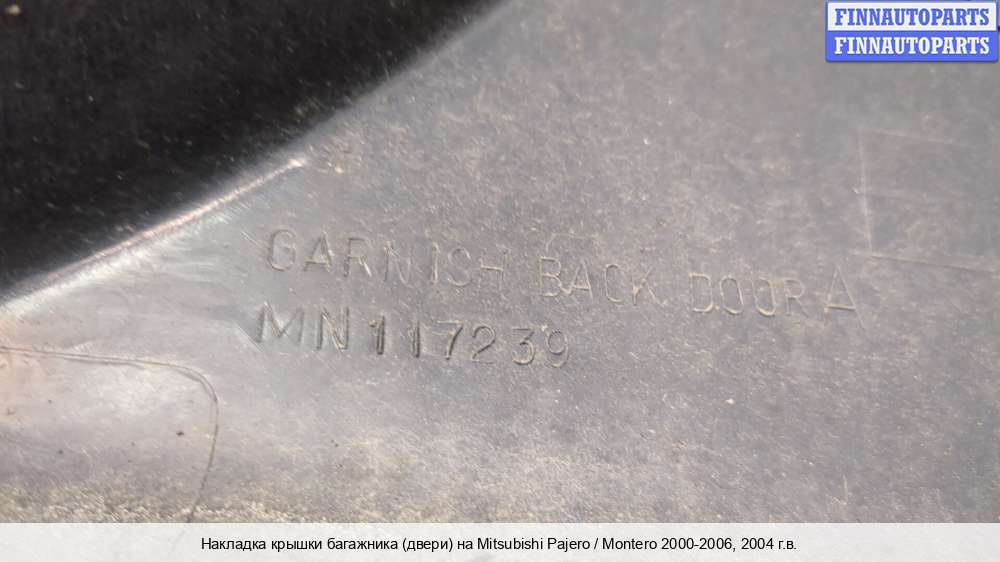 FINNAUTOPARTS
FINNAUTOPARTS
GARNISH BACK DOOR A
MN117239
Накладка крышки багажника (двери) на Mitsubishi Pajero / Montero 2000-2006, 2004 г.в.